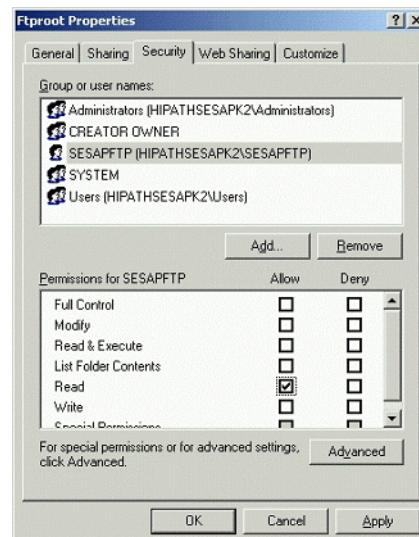 Ftproot Properties
General Sharing Security Web Sharing Customize
Group or user names:
Administrators (HIPATHSESAPK2\Administrators)
CREATOR OWNER
SESAPFTP (HIPATHSESAPK2\SESAPFTP)
SYSTEM
Users (HIPATHSESAPK2\Users)
Add... Remove
Permissions for SESAPFTP Allow Deny
Full Control
Modify
Read & Execute
List Folder Contents
Read
Write
Special Permissions
For special permissions or for advanced settings,
click Advanced.
Advanced
OK Cancel Apply